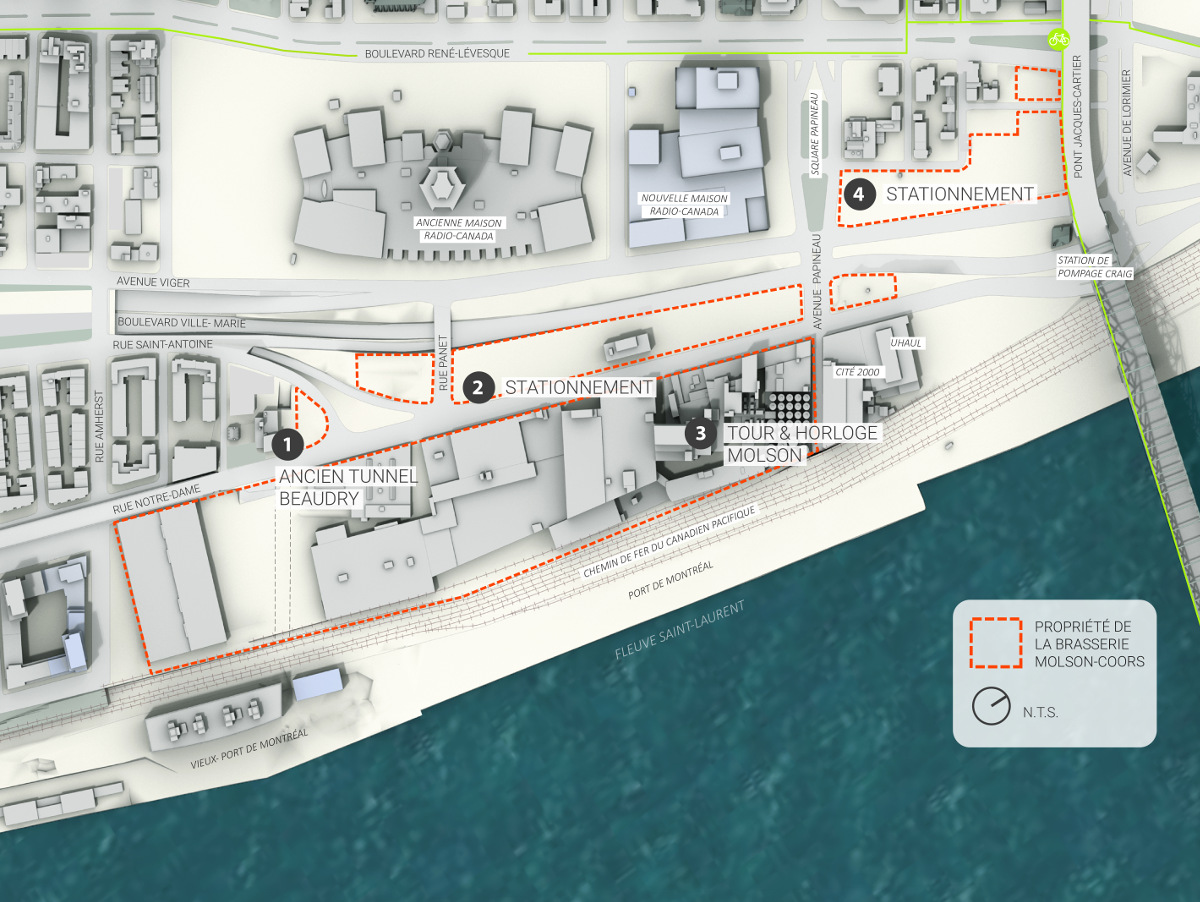 BOULEVARD RENÉ-LÉVESQUE
PONT JACQUES-CARTIER
AVENUE DE LORIMIER
SQUARE PAPINEAU
4 STATIONNEMENT
NOUVELLE MAISON
RADIO-CANADA
ANCIENNE MAISON
RADIO-CANADA
AVENUE PAPINEAU
STATION DE
POMPAGE CRAIG
AVENUE VIGER
BOULEVARD VILLE- MARIE
RUE SAINT-ANTOINE
RUE PANET
UHAUL
CITÉ 2000
2 STATIONNEMENT
RUE AMHERST
3 TOUR & HORLOGE
MOLSON
1
ANCIEN TUNNEL
BEAUDRY
RUE NOTRE-DAME
CHEMIN DE FER DU CANADIEN PACIFIQUE
PORT DE MONTRÉAL
FLEUVE SAINT-LAURENT
VIEUX- PORT DE MONTRÉAL
PROPRIÉTÉ DE
LA BRASSERIE
MOLSON-COORS
N.T.S.